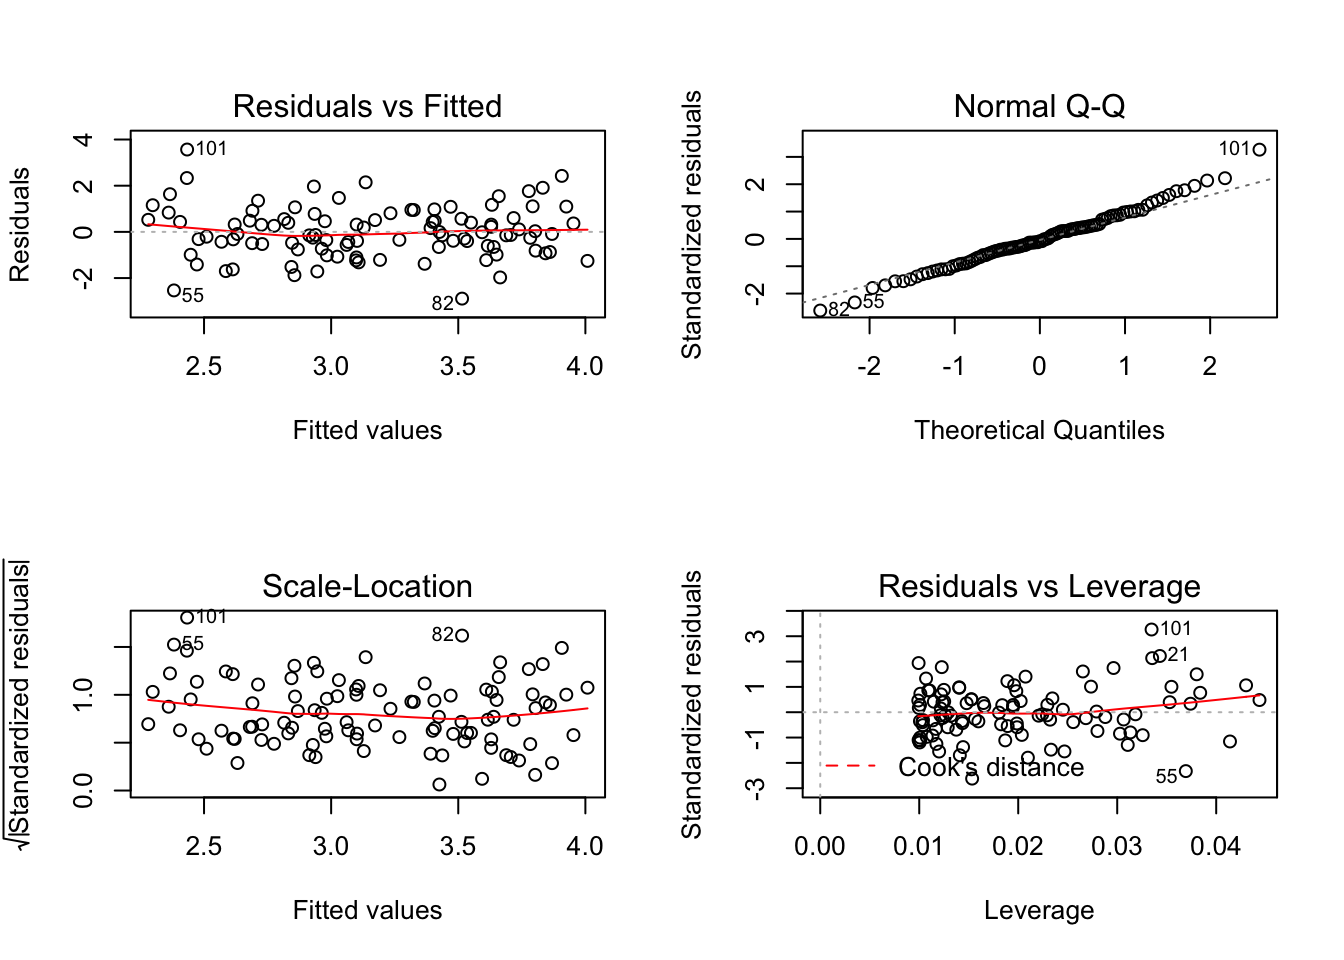 Residuals vs Fitted
Residuals
4
2
0
-2
101
55
82
2.5 3.0 3.5 4.0
Fitted values
Normal Q-Q
Standardized residuals
2
0
-2
101
82
55
-2 -1 0 1 2
Theoretical Quantiles
Scale-Location
√|Standardized residuals|
1.0
0.0
101
55
82
2.5 3.0 3.5 4.0
Fitted values
Residuals vs Leverage
Standardized residuals
3
1
-1
-3
101
21
55
Cook's distance
0.00 0.01 0.02 0.03 0.04
Leverage